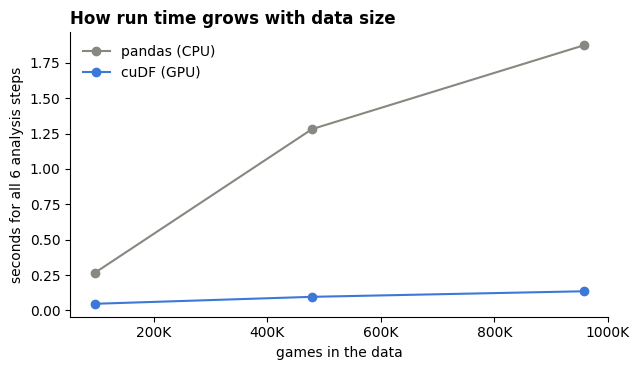 How run time grows with data size
pandas (CPU)
cuDF (GPU)
seconds for all 6 analysis steps
1.75
1.50
1.25
1.00
0.75
0.50
0.25
0.00
200K 400K 600K 800K 1000K
games in the data